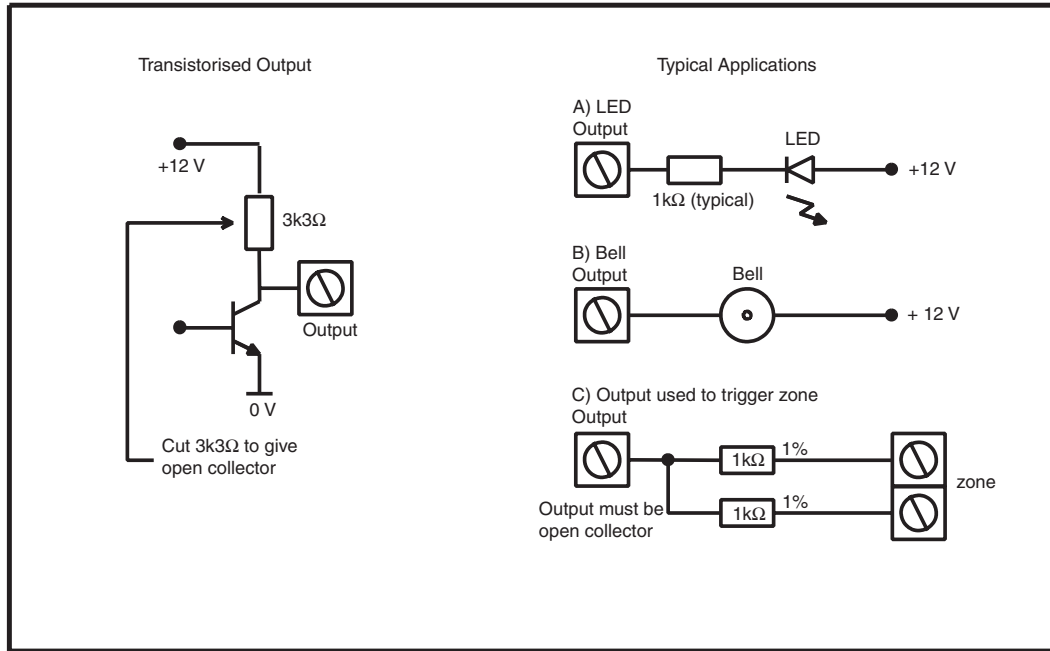 Transistorised Output
+12 V
3k3Ω
Output
0 V
Cut 3k3Ω to give
open collector
Typical Applications
A) LED
Output
LED
1kΩ (typical)
+12 V
B) Bell
Output
Bell
+ 12 V
C) Output used to trigger zone
Output
1kΩ 1%
1kΩ 1%
zone
Output must be
open collector